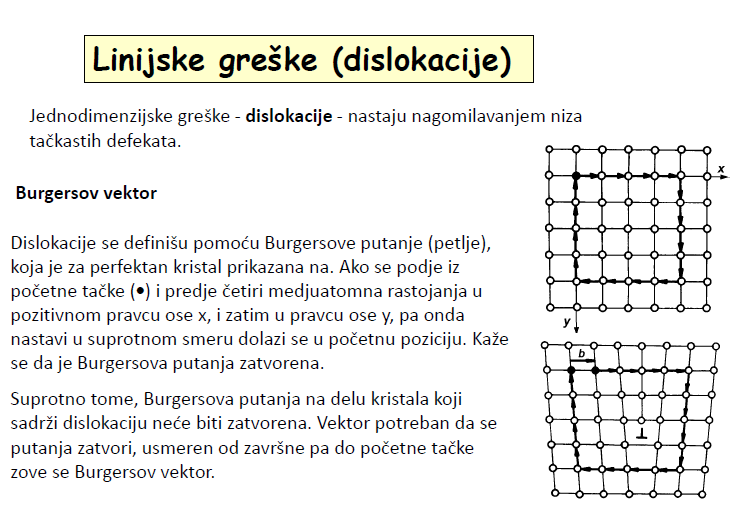 Linijske greške (dislokacije)
Jednodimenzijske greške - dislokacije - nastaju nagomilavanjem niza
tačkastih defekata.
Burgersov vektor
Dislokacije se definišu pomoću Burgersove putanje (petlje),
koja je za perfektan kristal prikazana na. Ako se podje iz
početne tačke (•) i predje četiri medjuatomna rastojanja u
pozitivnom pravcu ose x, i zatim u pravcu ose y, pa onda
nastavi u suprotnom smeru dolazi se u početnu poziciju. Kaže
se da je Burgersova putanja zatvorena.
Suprotno tome, Burgersova putanja na delu kristala koji
sadrži dislokaciju neće biti zatvorena. Vektor potreban da se
putanja zatvori, usmeren od završne pa do početne tačke
zove se Burgersov vektor.
x
y
b
⊥